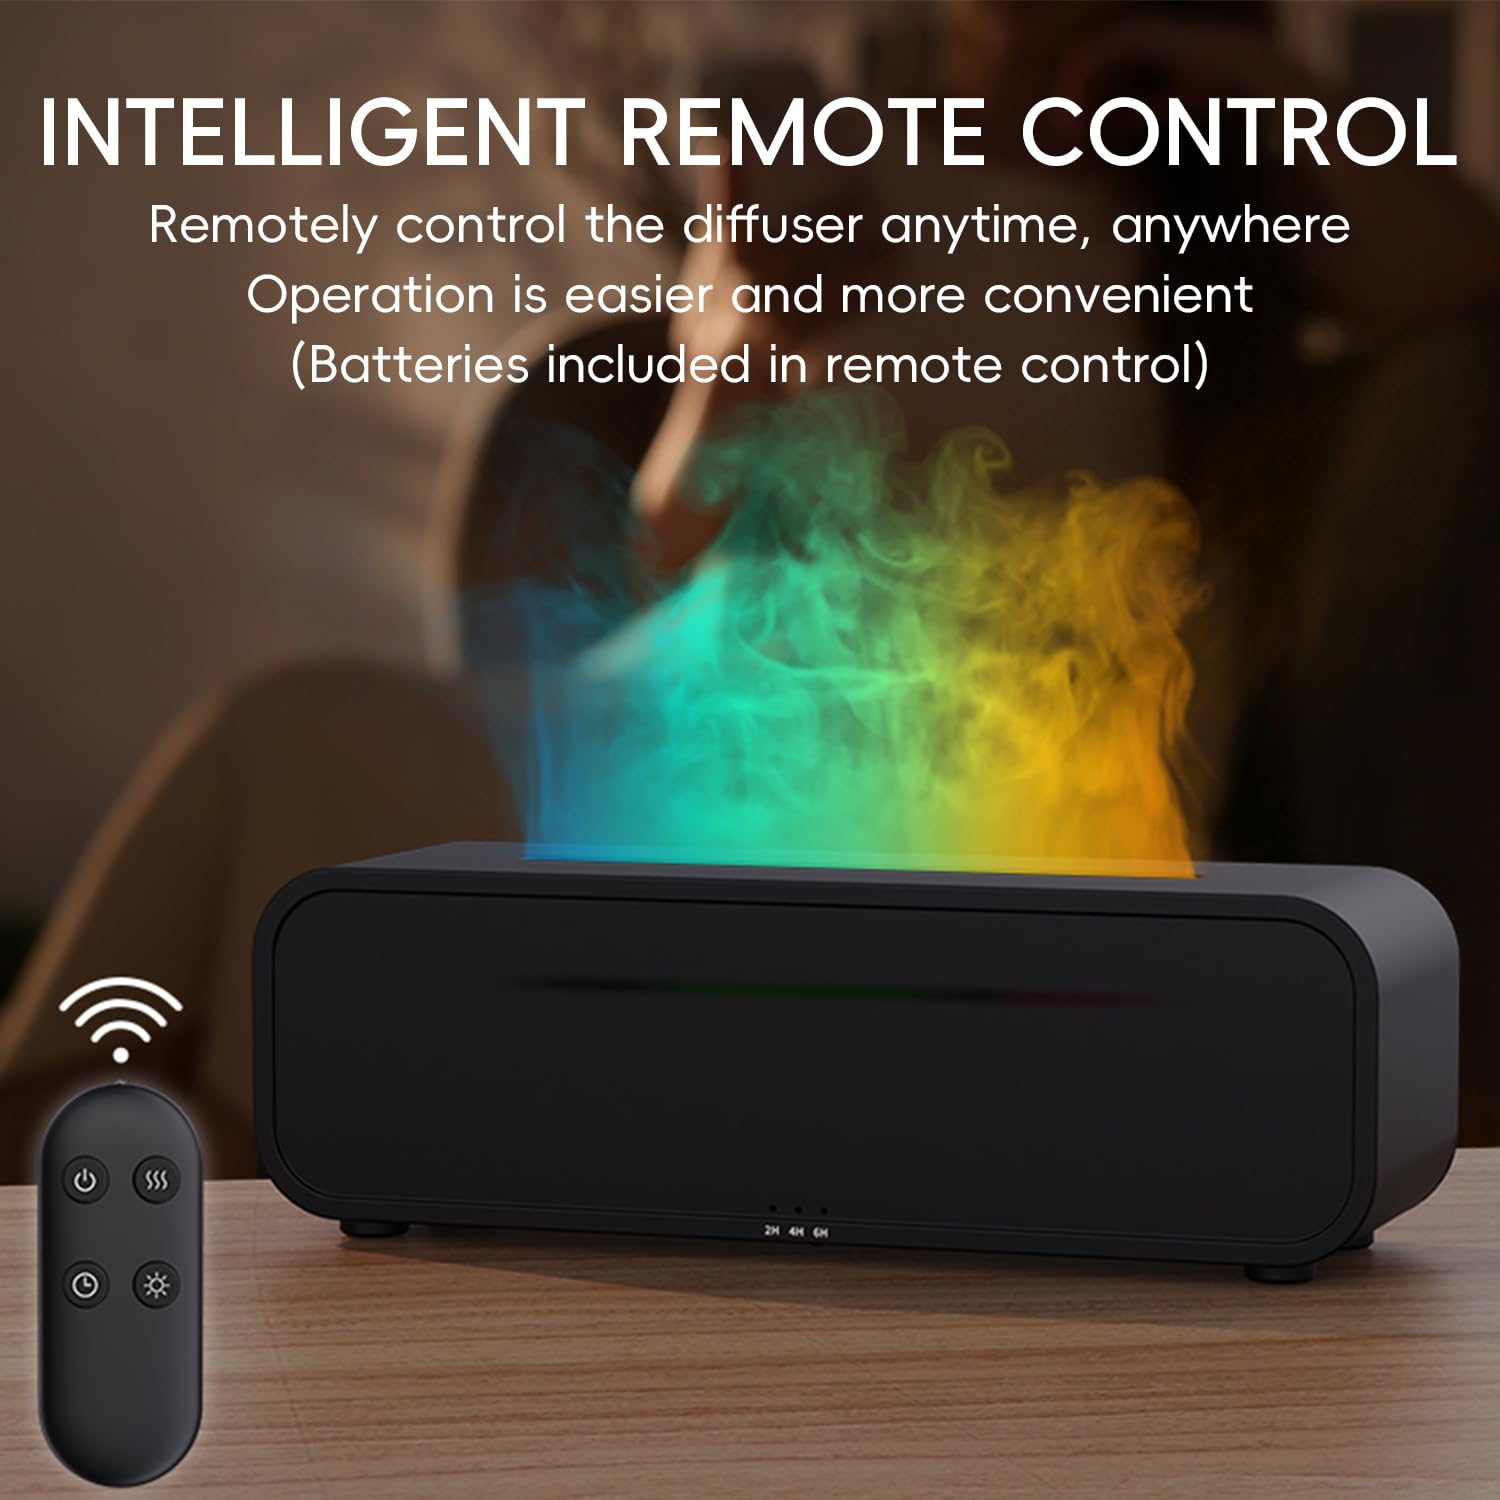 INTELLIGENT REMOTE CONTROL
Remotely control the diffuser anytime, anywhere
Operation is easier and more convenient
(Batteries included in remote control)
2H 4H 6H